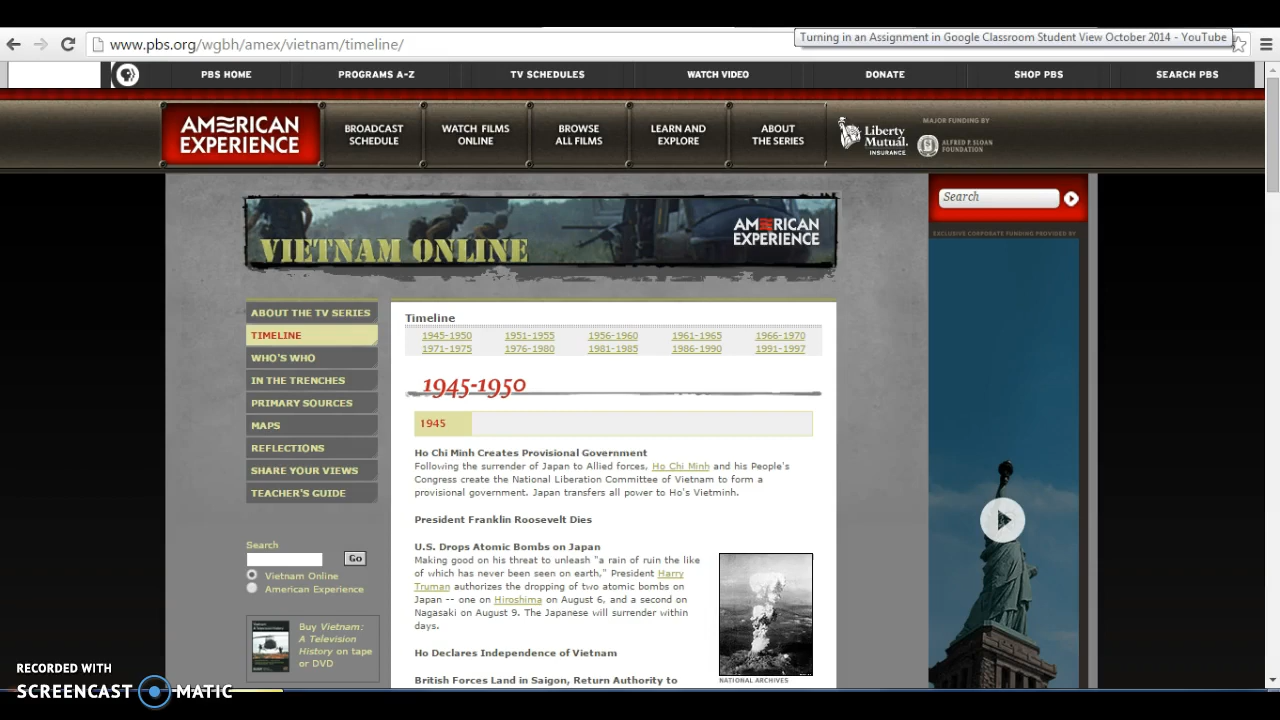 Turning in an Assignment in Google Classroom Student View October 2014 - YouTube
www.pbs.org/wgbh/amex/vietnam/timeline/
PBS HOME PROGRAMS A-Z TV SCHEDULES WATCH VIDEO DONATE SHOP PBS SEARCH PBS
AMERICAN
EXPERIENCE
BROADCAST
SCHEDULE
WATCH FILMS
ONLINE
BROWSE
ALL FILMS
LEARN AND
EXPLORE
ABOUT
THE SERIES
MAJOR FUNDING BY
Liberty
Mutual.
INSURANCE
ALFRED P. SLOAN
FOUNDATION
Search
EXCLUSIVE CORPORATE FUNDING PROVIDED BY
VIETNAM ONLINE
AMERICAN
EXPERIENCE
ABOUT THE TV SERIES
TIMELINE
WHO'S WHO
IN THE TRENCHES
PRIMARY SOURCES
MAPS
REFLECTIONS
SHARE YOUR VIEWS
TEACHER'S GUIDE
Search
Go
Vietnam Online
American Experience
Buy Vietnam:
A Television
History on tape
or DVD
Timeline
1945-1950 1951-1955 1956-1960 1961-1965 1966-1970
1971-1975 1976-1980 1981-1985 1986-1990 1991-1997
1945-1950
1945
Ho Chi Minh Creates Provisional Government
Following the surrender of Japan to Allied forces, Ho Chi Minh and his People's
Congress create the National Liberation Committee of Vietnam to form a
provisional government. Japan transfers all power to Ho's Vietminh.
President Franklin Roosevelt Dies
U.S. Drops Atomic Bombs on Japan
Making good on his threat to unleash "a rain of ruin the like
of which has never been seen on earth," President Harry
Truman authorizes the dropping of two atomic bombs on
Japan -- one on Hiroshima on August 6, and a second on
Nagasaki on August 9. The Japanese will surrender within
days.
NATIONAL ARCHIVES
Ho Declares Independence of Vietnam
British Forces Land in Saigon, Return Authority to
RECORDED WITH
SCREENCAST MATIC